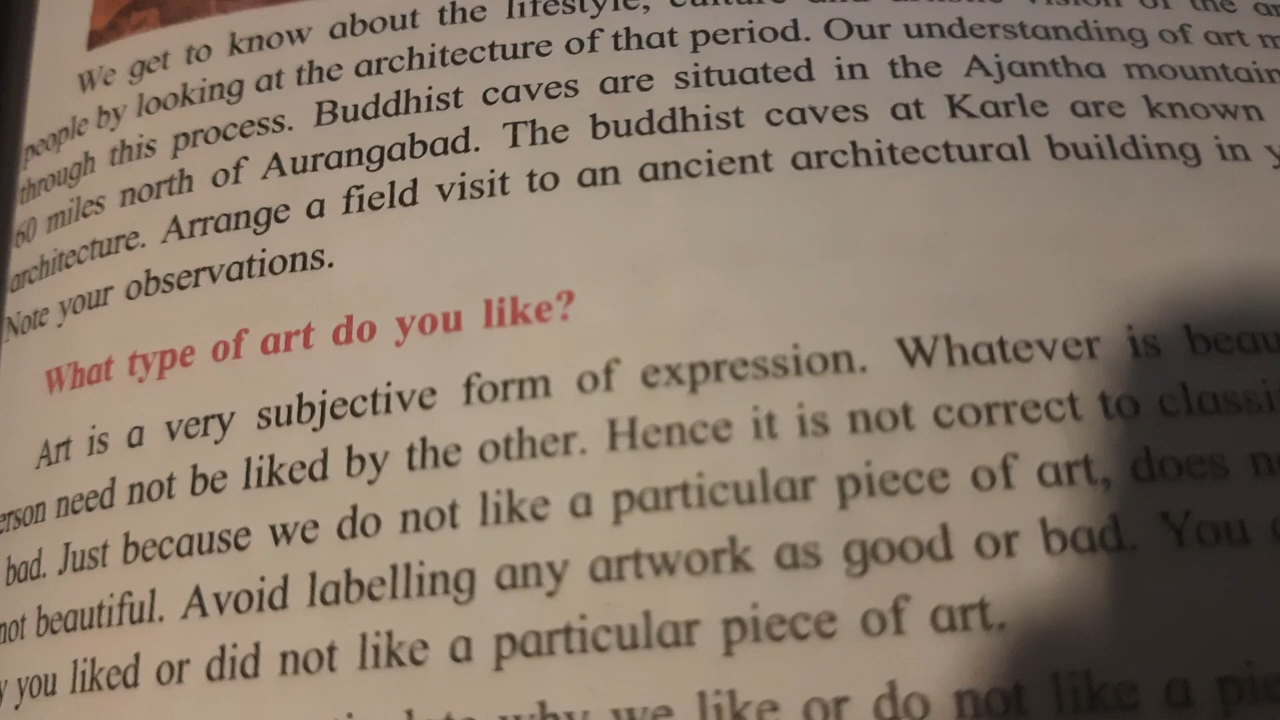 We get to know about the lifestyle, culture and artistic vision of the
people by looking at the architecture of that period. Our understanding of art
through this process. Buddhist caves are situated in the Ajantha mountain
60 miles north of Aurangabad. The buddhist caves at Karle are known
architecture. Arrange a field visit to an ancient architectural building in
Note your observations.
What type of art do you like?
Art is a very subjective form of expression. Whatever is
need not be liked by the other. Hence it is not correct to
bad. Just because we do not like a particular piece of art, does
not beautiful. Avoid labelling any artwork as good or bad. You
you liked or did not like a particular piece of art.
why we like or do not like a